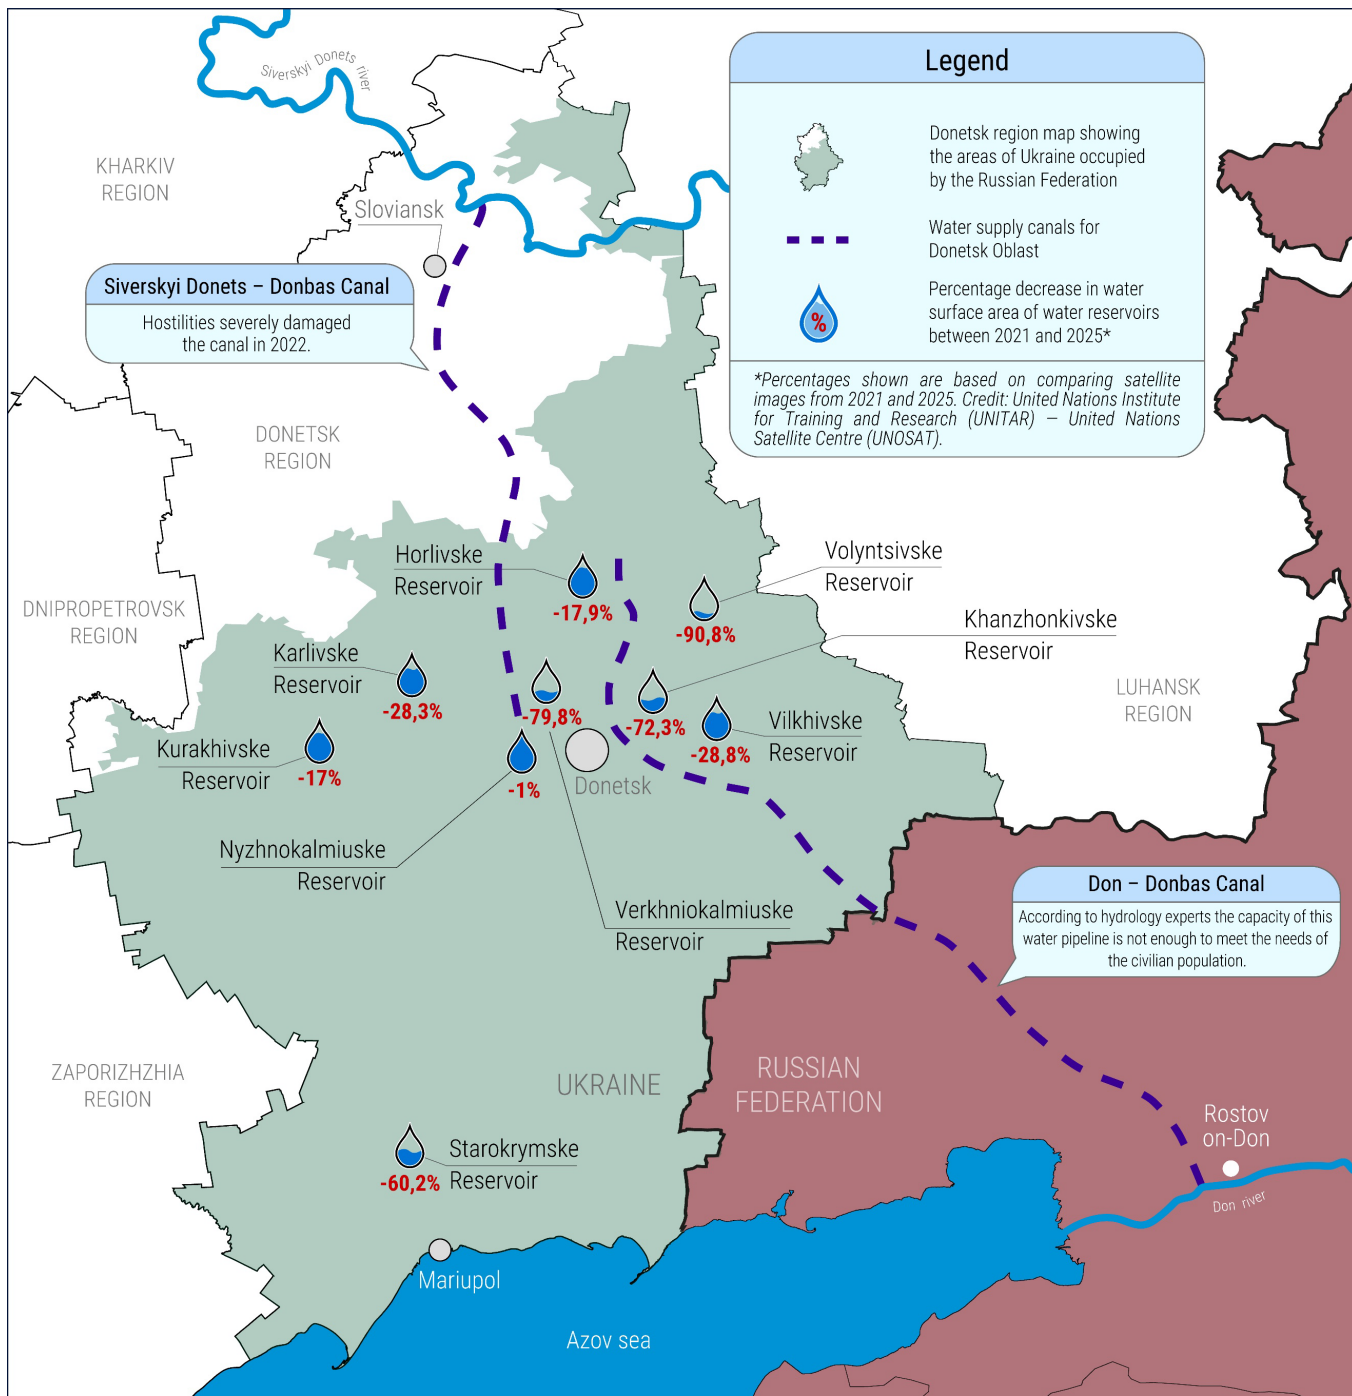 Siverskyi Donets river
KHARKIV
REGION
Sloviansk
Siverskyi Donets – Donbas Canal
Hostilities severely damaged
the canal in 2022.
Legend
Donetsk region map showing
the areas of Ukraine occupied
by the Russian Federation
Water supply canals for
Donetsk Oblast
%
Percentage decrease in water
surface area of water reservoirs
between 2021 and 2025*
*Percentages shown are based on comparing satellite
images from 2021 and 2025. Credit: United Nations Institute
for Training and Research (UNITAR) — United Nations
Satellite Centre (UNOSAT).
DONETSK
REGION
DNIPROPETROVSK
REGION
Horlivske
Reservoir
-17,9%
Volyntsivske
Reservoir
-90,8%
Khanzhonkivske
Reservoir
-72,3%
Karlivske
Reservoir
-28,3%
-79,8%
Vilkhivske
Reservoir
-28,8%
LUHANSK
REGION
Kurakhivske
Reservoir
-17%
-1%
Donetsk
Nyzhnokalmiuske
Reservoir
Verkhniokalmiuske
Reservoir
Don – Donbas Canal
According to hydrology experts the capacity of this
water pipeline is not enough to meet the needs of
the civilian population.
ZAPORIZHZHIA
REGION
UKRAINE
RUSSIAN
FEDERATION
Rostov
on-Don
Don river
Starokrymske
Reservoir
-60,2%
Mariupol
Azov sea